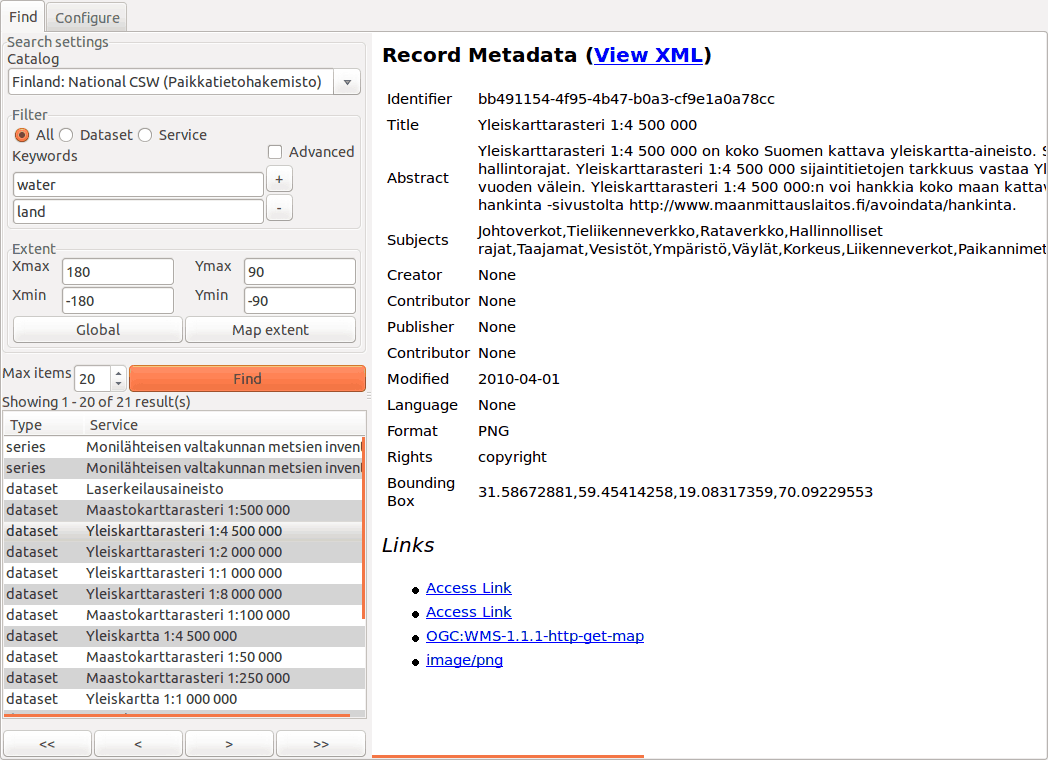 Find
Configure
Search settings
Catalog
Finland: National CSW (Paikkatietohakemisto)
Filter
All Dataset Service
Keywords
Advanced
water
+
land
-
Extent
Xmax 180 Ymax 90
Xmin -180 Ymin -90
Global Map extent
Max items 20 Find
Showing 1 - 20 of 21 result(s)
Type Service
series Monilähteisen valtakunnan metsien inven
series Monilähteisen valtakunnan metsien inven
dataset Laserkeilausaineisto
dataset Maastokarttarasteri 1:500 000
dataset Yleiskarttarasteri 1:4 500 000
dataset Yleiskarttarasteri 1:2 000 000
dataset Yleiskarttarasteri 1:1 000 000
dataset Yleiskarttarasteri 1:8 000 000
dataset Maastokarttarasteri 1:100 000
dataset Yleiskartta 1:4 500 000
dataset Maastokarttarasteri 1:50 000
dataset Maastokarttarasteri 1:250 000
dataset Yleiskartta 1:1 000 000
<< < > >>
Record Metadata (View XML)
Identifier bb491154-4f95-4b47-b0a3-cf9e1a0a78cc
Title Yleiskarttarasteri 1:4 500 000
Abstract
Yleiskarttarasteri 1:4 500 000 on koko Suomen kattava yleiskartta-aineisto. S
hallintorajat. Yleiskarttarasteri 1:4 500 000 sijaintitietojen tarkkuus vastaa Yl
vuoden välein. Yleiskarttarasteri 1:4 500 000:n voi hankkia koko maan kattav
hankinta -sivustolta http://www.maanmittauslaitos.fi/avoindata/hankinta.
Subjects
Johtoverkot,Tieliikenneverkko,Rataverkko,Hallinnolliset
rajat,Taajamat,Vesistöt,Ympäristö,Väylät,Korkeus,Liikenneverkot,Paikannimet
Creator None
Contributor None
Publisher None
Contributor None
Modified 2010-04-01
Language None
Format PNG
Rights copyright
Bounding
Box
31.58672881,59.45414258,19.08317359,70.09229553
Links
Access Link
Access Link
OGC:WMS-1.1.1-http-get-map
image/png